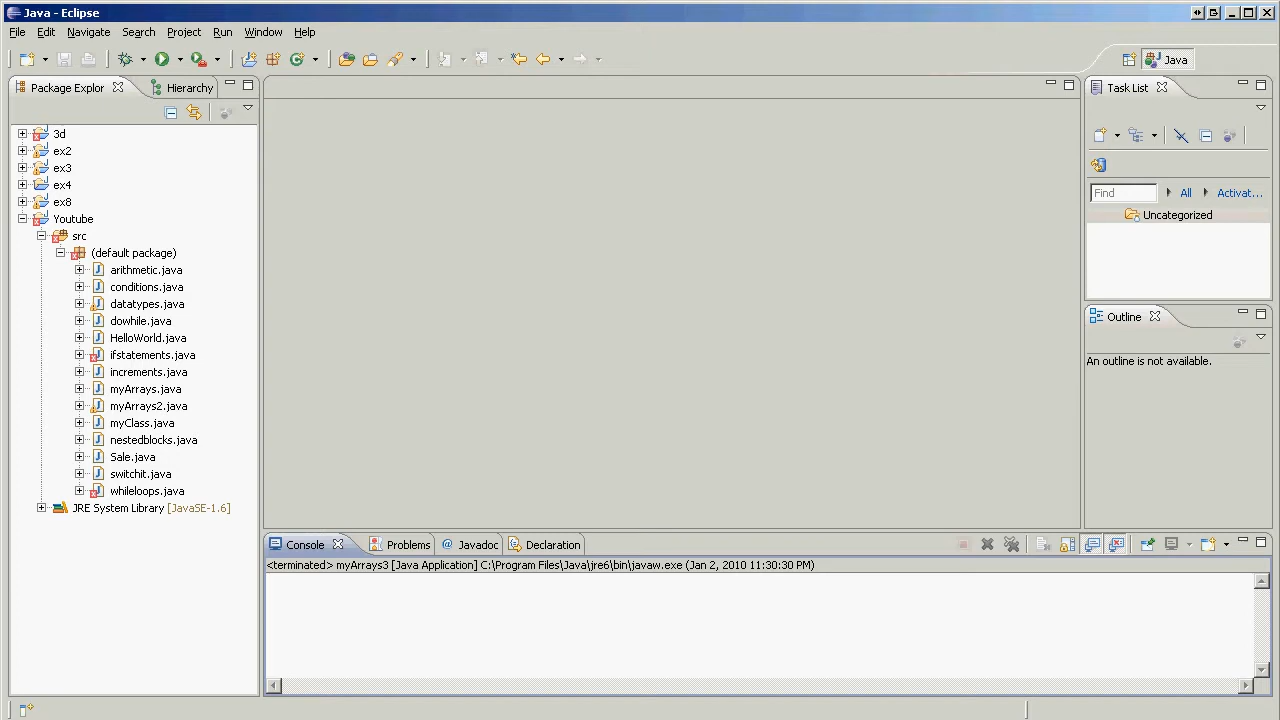 Java - Eclipse
File Edit Navigate Search Project Run Window Help
Java
Package Explor
Hierarchy
3d
ex2
ex3
ex4
ex8
Youtube
src
(default package)
arithmetic.java
conditions.java
datatypes.java
dowhile.java
HelloWorld.java
ifstatements.java
increments.java
myArrays.java
myArrays2.java
myClass.java
nestedblocks.java
Sale.java
switchit.java
whileloops.java
JRE System Library [JavaSE-1.6]
Task List
Find All Activat...
Uncategorized
Outline
An outline is not available.
Console Problems @ Javadoc Declaration
<terminated> myArrays3 [Java Application] C:\Program Files\Java\jre6\bin\javaw.exe (Jan 2, 2010 11:30:30 PM)